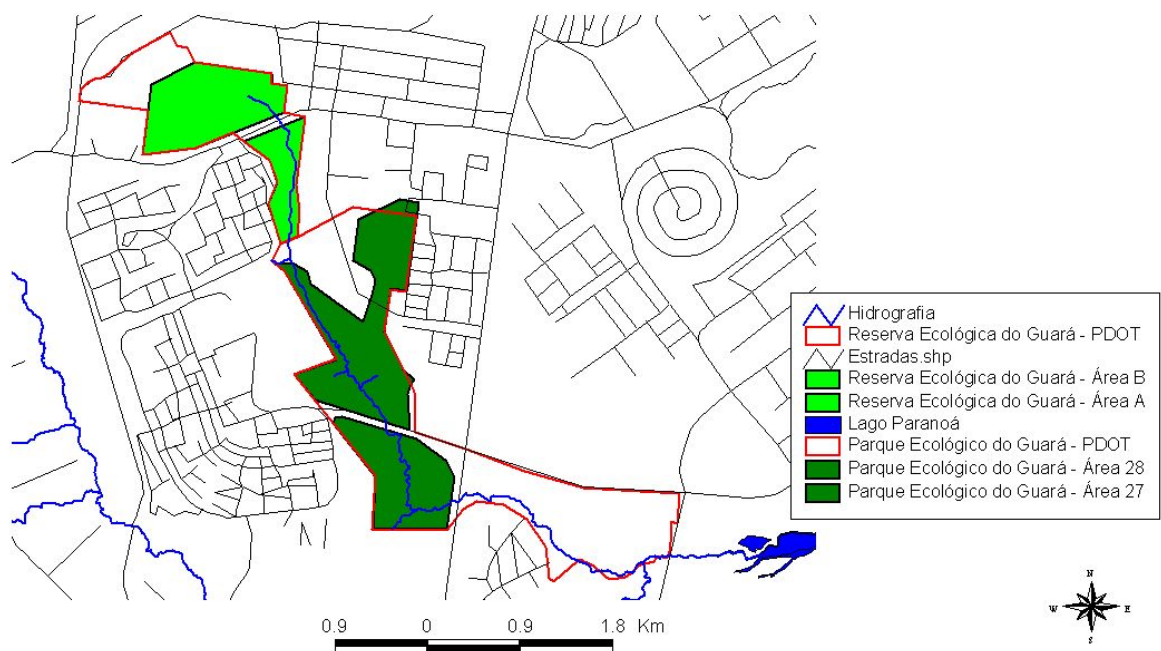 Hidrografia
Reserva Ecológica do Guará - PDOT
Estradas.shp
Reserva Ecológica do Guará - Área B
Reserva Ecológica do Guará - Área A
Lago Paranoá
Parque Ecológico do Guará - PDOT
Parque Ecológico do Guará - Área 28
Parque Ecológico do Guará - Área 27
N
W E
S
0.9 0 0.9 1.8 Km